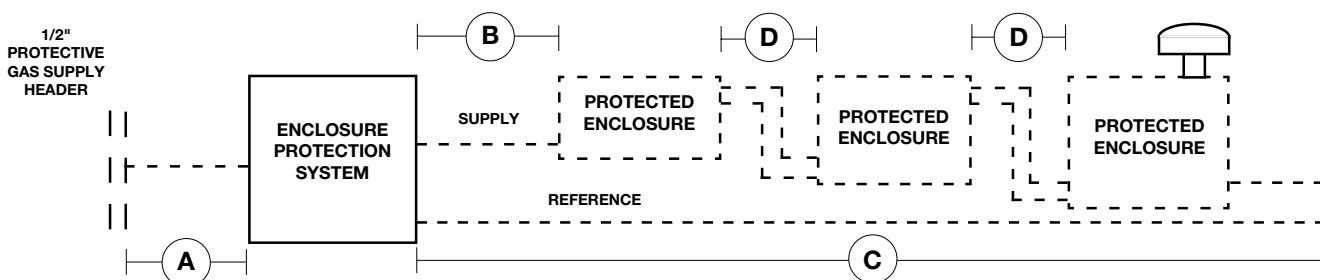 1/2"
PROTECTIVE
GAS SUPPLY
HEADER
A
ENCLOSURE
PROTECTION
SYSTEM
B
SUPPLY
REFERENCE
PROTECTED
ENCLOSURE
D
PROTECTED
ENCLOSURE
D
PROTECTED
ENCLOSURE
C